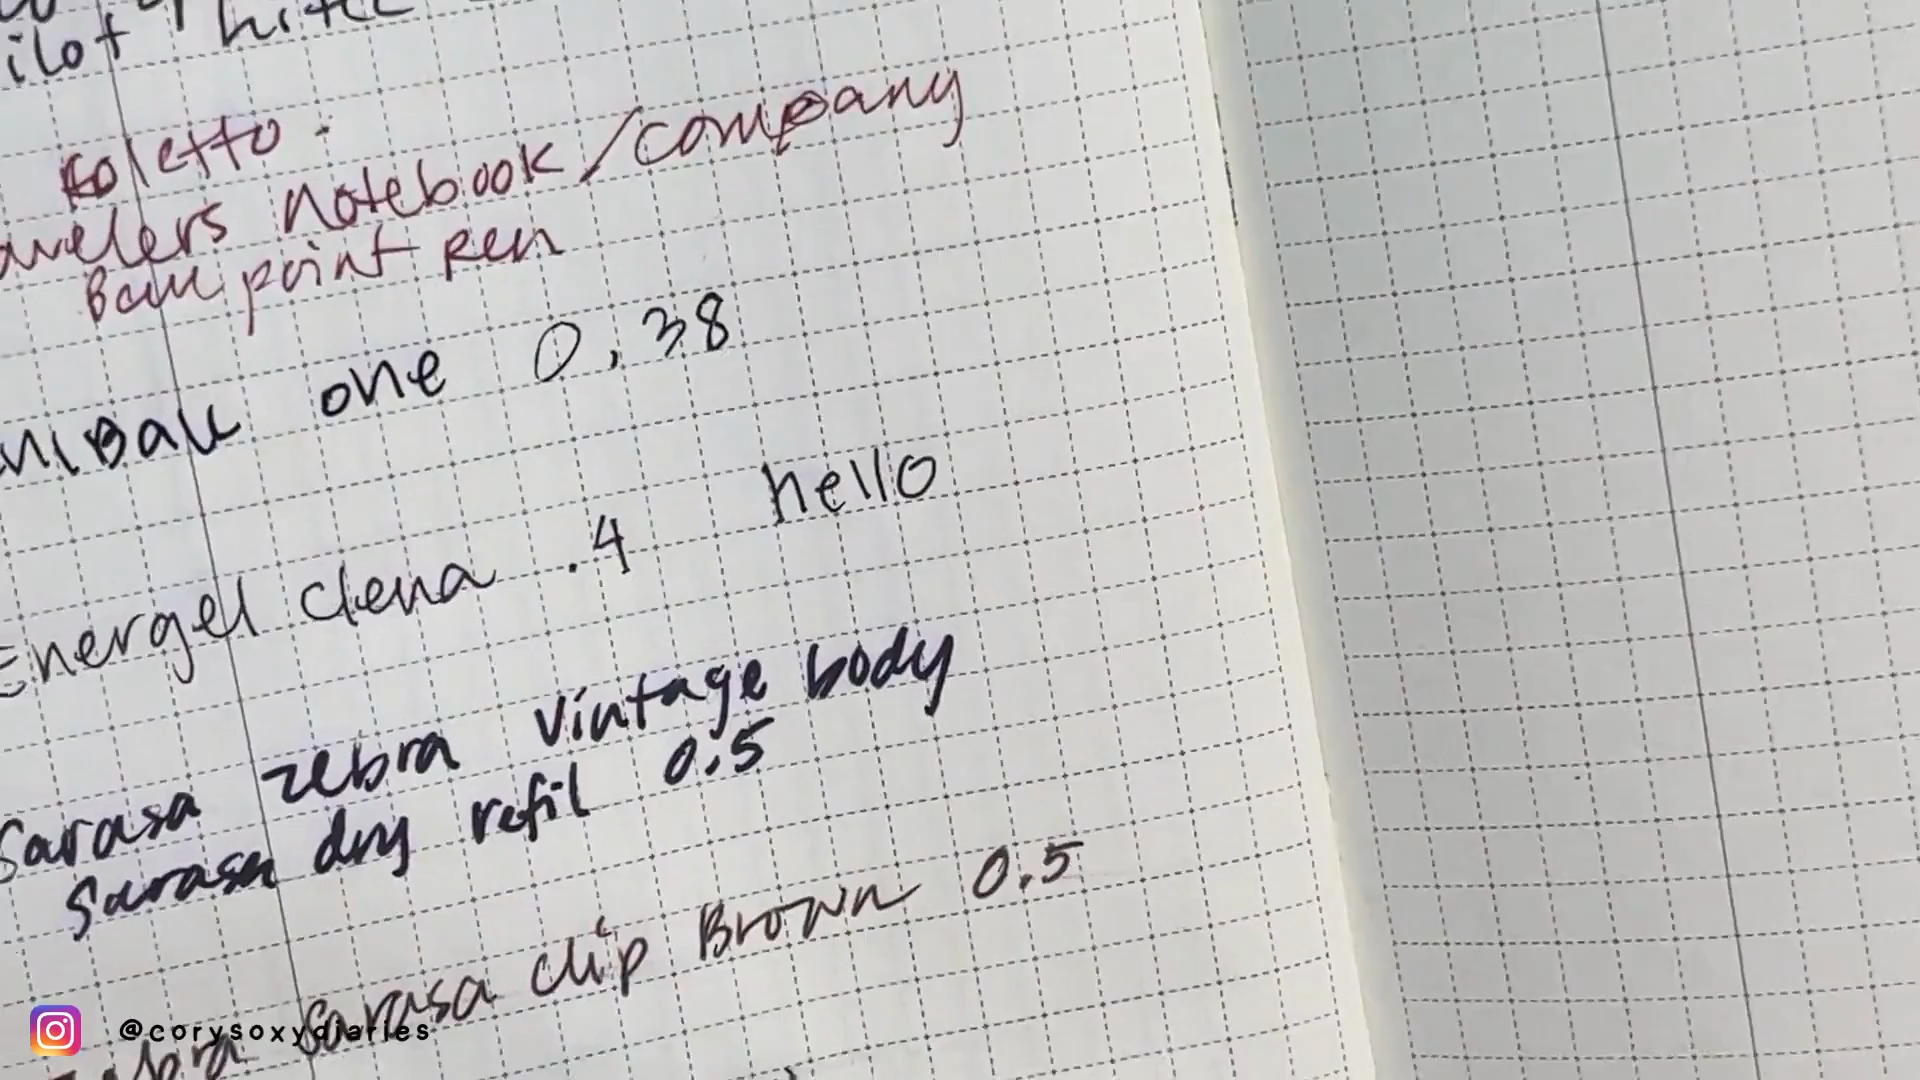 ilot
Koletto.
avelers notebook/company
Ball point Pen
niBall one 0.38
Energel Clena .4 hello
Sarasa zebra vintage body
Sarasa dry refil 0.5
bra Sarasa clip Brown 0.5
@corysoxydiaries